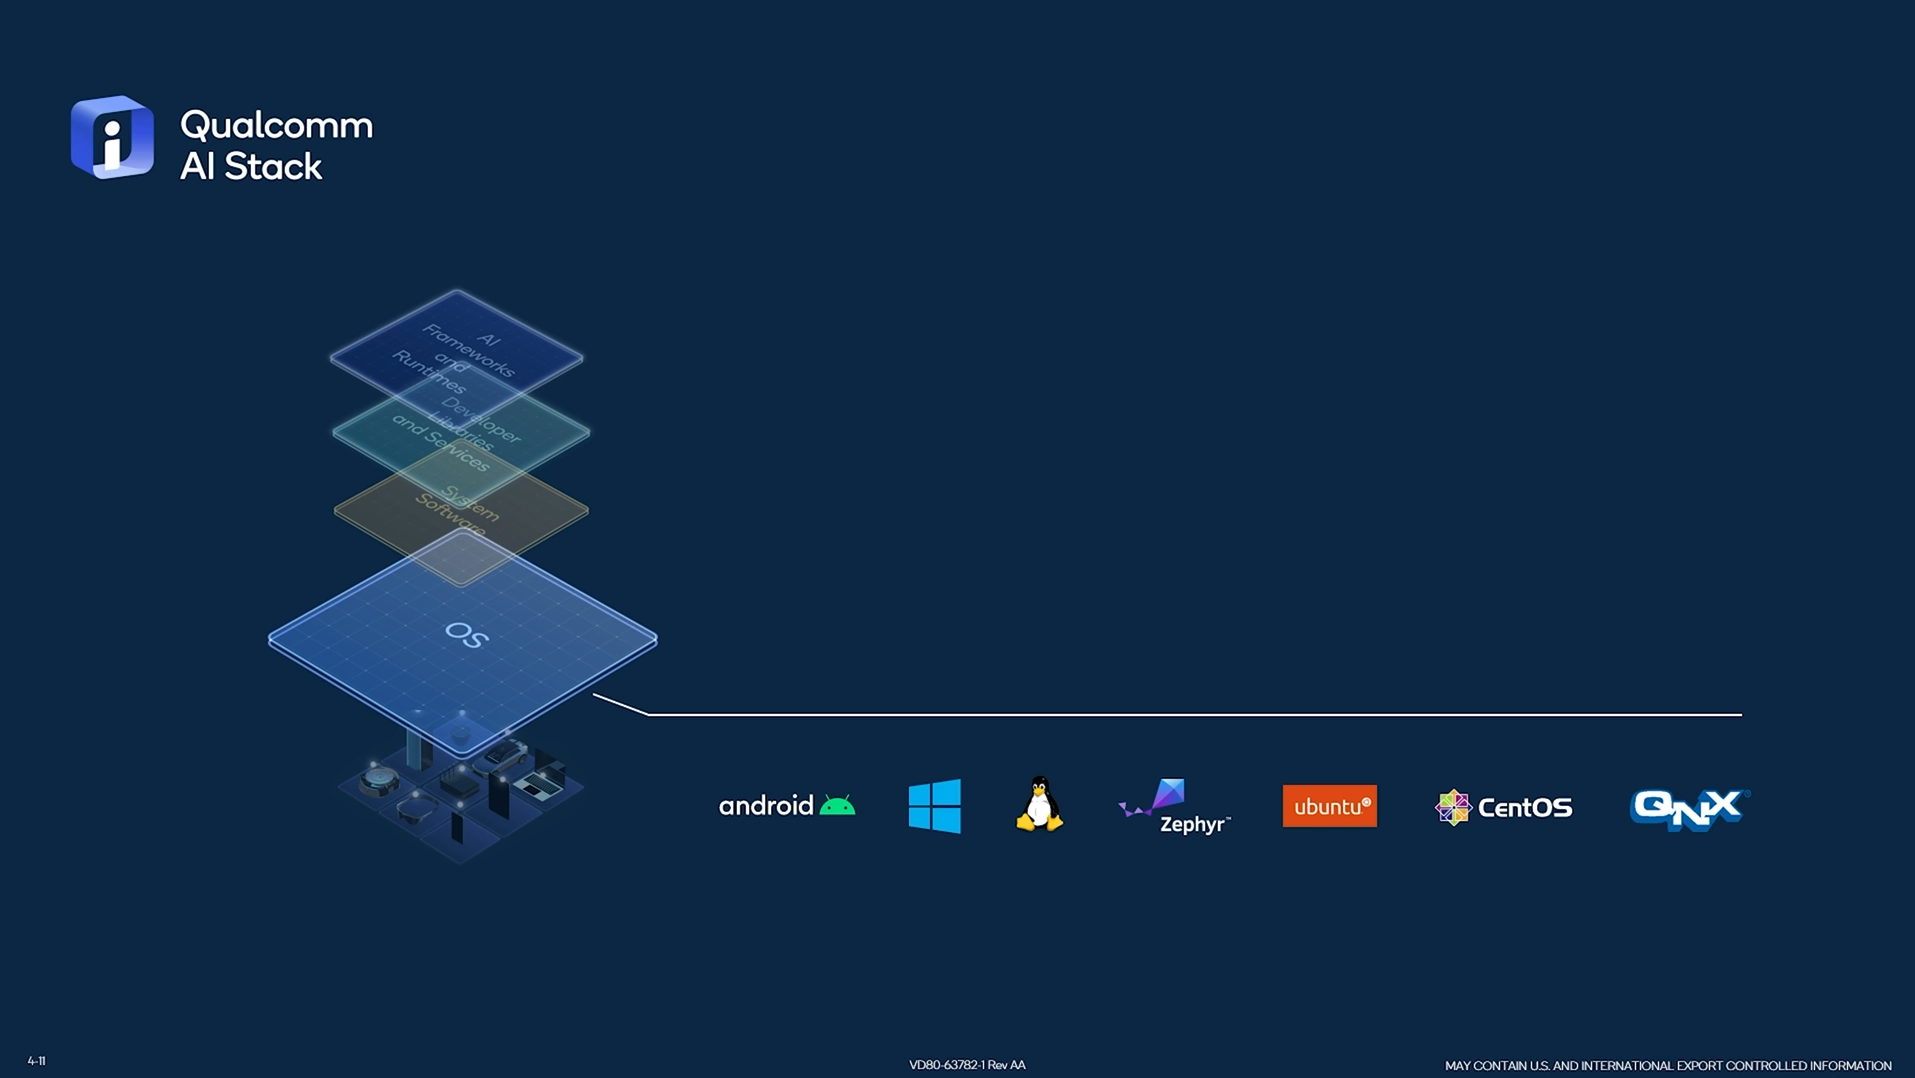 Qualcomm
AI Stack
AI
Frameworks
and
Runtimes
Developer
Libraries
and Services
System
Software
OS
android
Zephyr™
ubuntu®
CentOS
QNX®
4-11
VD80-63782-1 Rev AA
MAY CONTAIN U.S. AND INTERNATIONAL EXPORT CONTROLLED INFORMATION